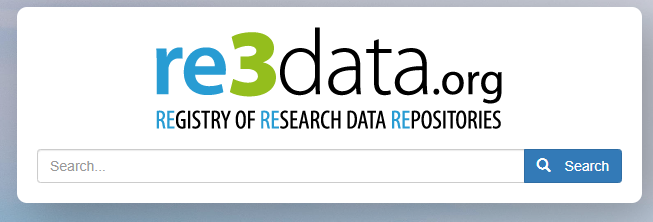 re3data.org
REGISTRY OF RESEARCH DATA REPOSITORIES
Search... Search